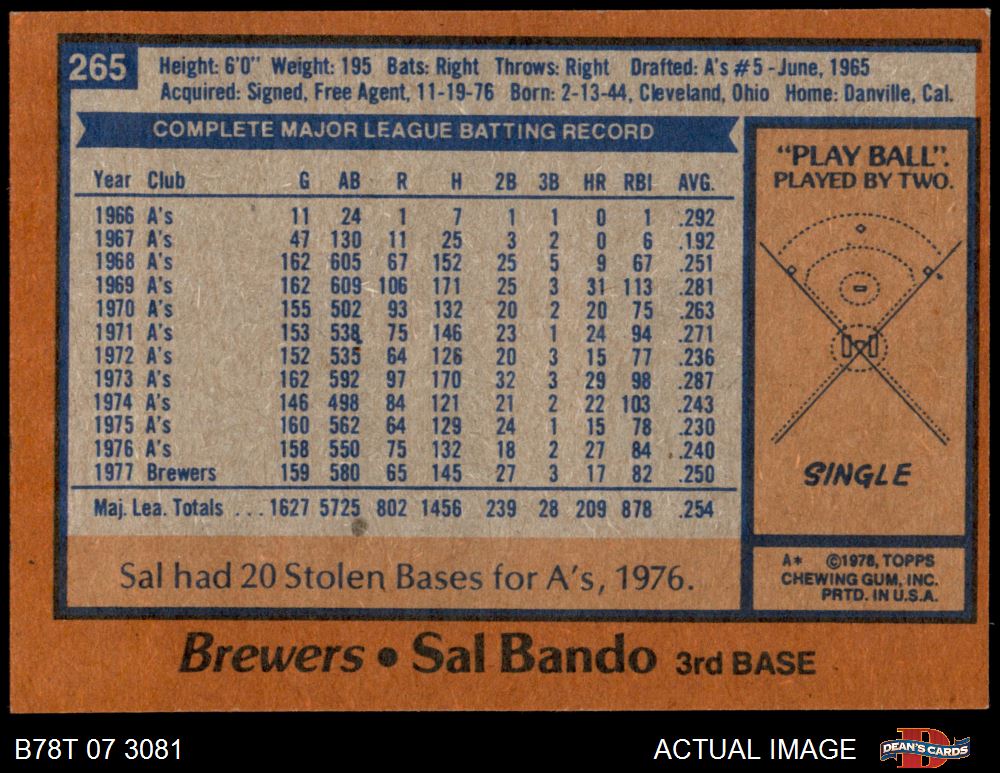 265
Height: 6'0" Weight: 195 Bats: Right Throws: Right Drafted: A's #5 - June, 1965
Acquired: Signed, Free Agent, 11-19-76 Born: 2-13-44, Cleveland, Ohio Home: Danville, Cal.
COMPLETE MAJOR LEAGUE BATTING RECORD
Year Club G AB R H 2B 3B HR RBI AVG.
1966 A's 11 24 1 7 1 1 0 1 .292
1967 A's 47 130 11 25 3 2 0 6 .192
1968 A's 162 605 67 152 25 5 9 67 .251
1969 A's 162 609 106 171 25 3 31 113 .281
1970 A's 155 502 93 132 20 2 20 75 .263
1971 A's 153 538 75 146 23 1 24 94 .271
1972 A's 152 535 64 126 20 3 15 77 .236
1973 A's 162 592 97 170 32 3 29 98 .287
1974 A's 146 498 84 121 21 2 22 103 .243
1975 A's 160 562 64 129 24 1 15 78 .230
1976 A's 158 550 75 132 18 2 27 84 .240
1977 Brewers 159 580 65 145 27 3 17 82 .250
Maj. Lea. Totals ... 1627 5725 802 1456 239 28 209 878 .254
Sal had 20 Stolen Bases for A's, 1976.
"PLAY BALL".
PLAYED BY TWO.
SINGLE
A* ©1978, TOPPS
CHEWING GUM, INC.
PRTD. IN U.S.A.
Brewers • Sal Bando 3rd BASE
B78T 07 3081
ACTUAL IMAGE
DEAN'S CARDS